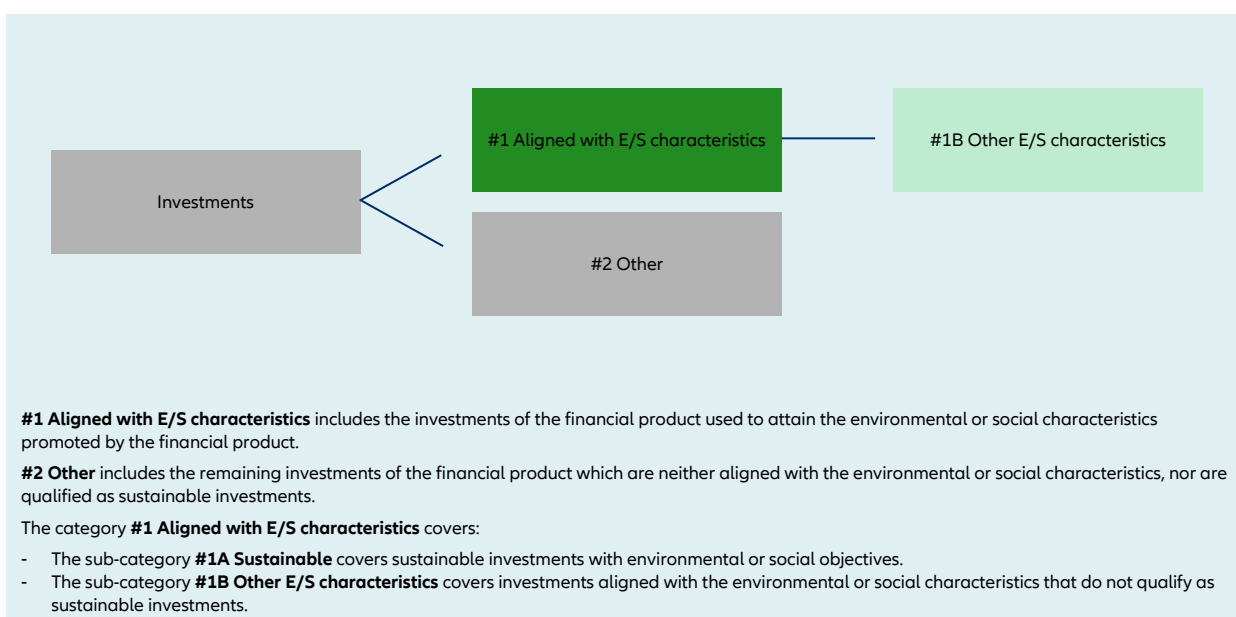 #1 Aligned with E/S characteristics
#1B Other E/S characteristics
Investments
#2 Other
#1 Aligned with E/S characteristics includes the investments of the financial product used to attain the environmental or social characteristics
promoted by the financial product.
#2 Other includes the remaining investments of the financial product which are neither aligned with the environmental or social characteristics, nor are
qualified as sustainable investments.
The category #1 Aligned with E/S characteristics covers:
- The sub-category #1A Sustainable covers sustainable investments with environmental or social objectives.
- The sub-category #1B Other E/S characteristics covers investments aligned with the environmental or social characteristics that do not qualify as
sustainable investments.